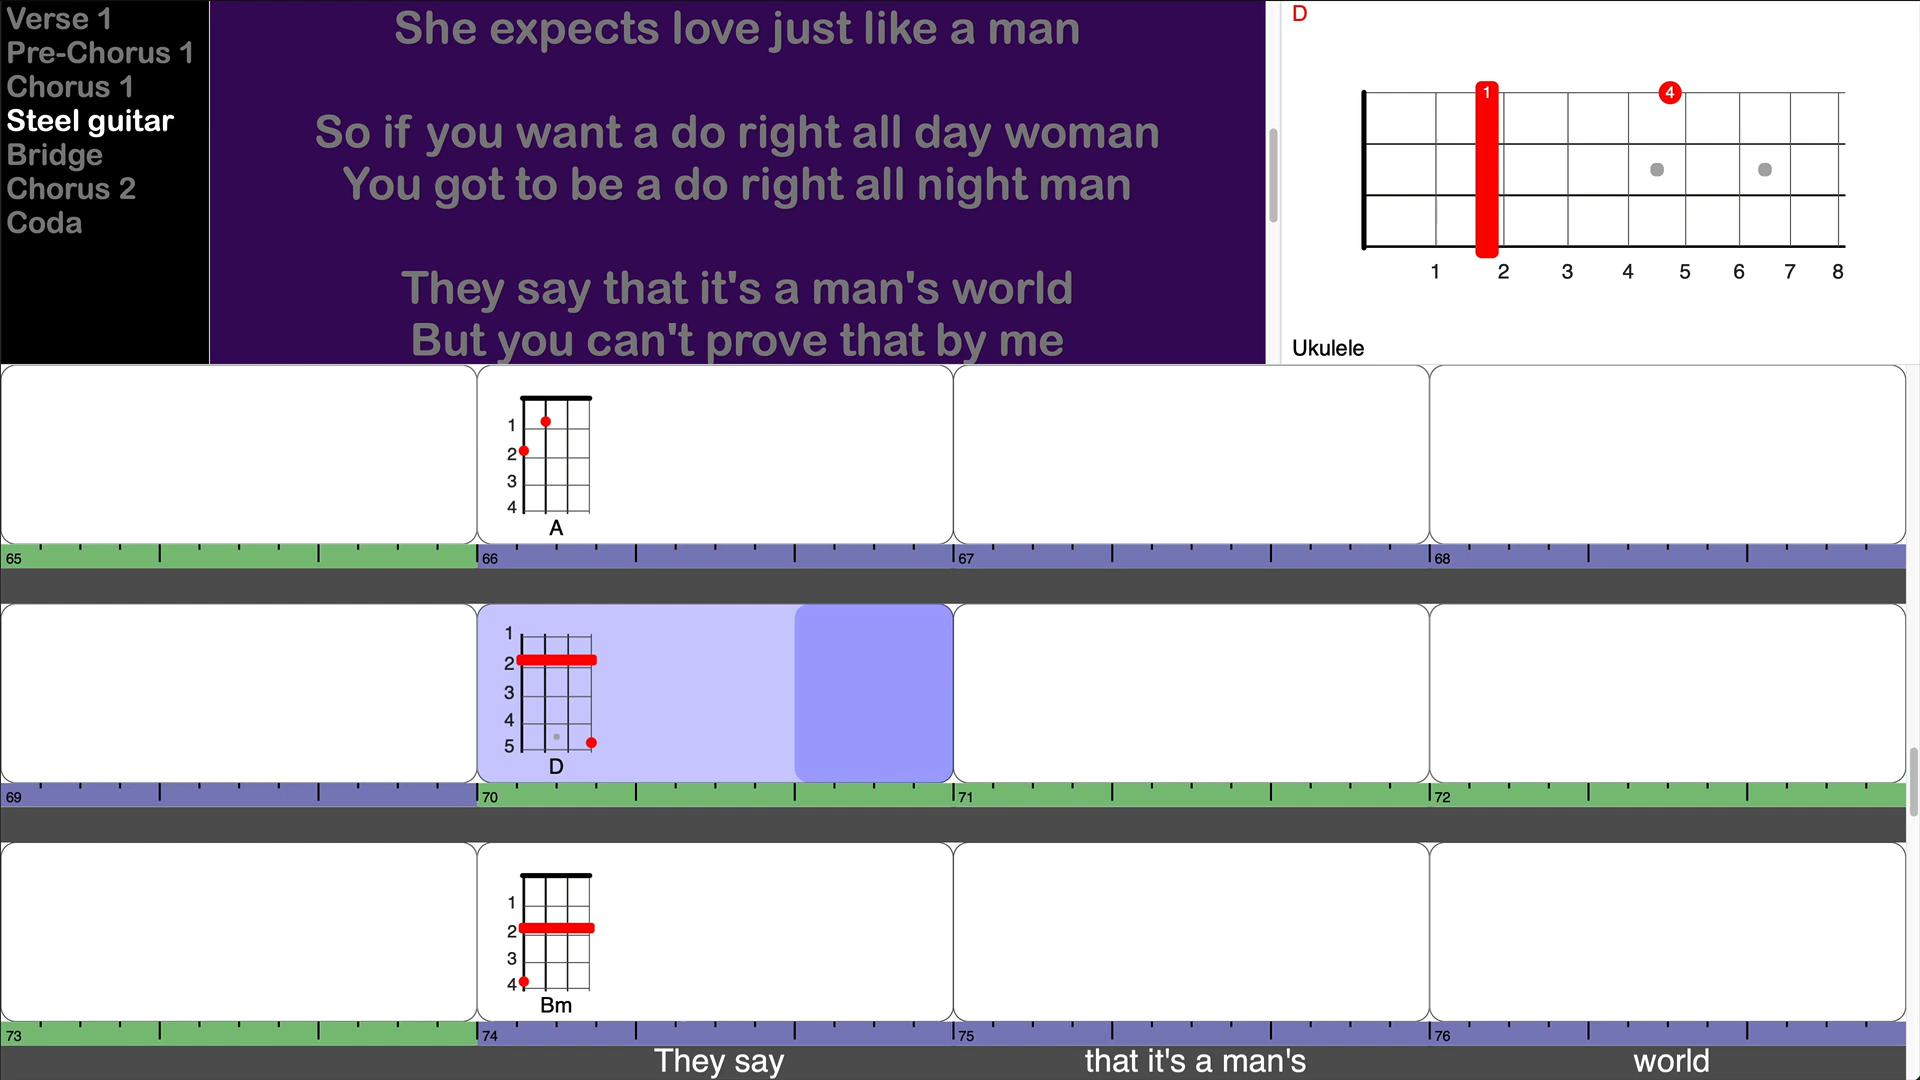 Verse 1
Pre-Chorus 1
Chorus 1
Steel guitar
Bridge
Chorus 2
Coda
She expects love just like a man
So if you want a do right all day woman
You got to be a do right all night man
They say that it's a man's world
But you can't prove that by me
D
1
4
1 2 3 4 5 6 7 8
Ukulele
1
2
3
4
A
65 66 67 68
1
2
3
4
5
D
69 70 71 72
1
2
3
4
Bm
73 74 75 76
They say that it's a man's world